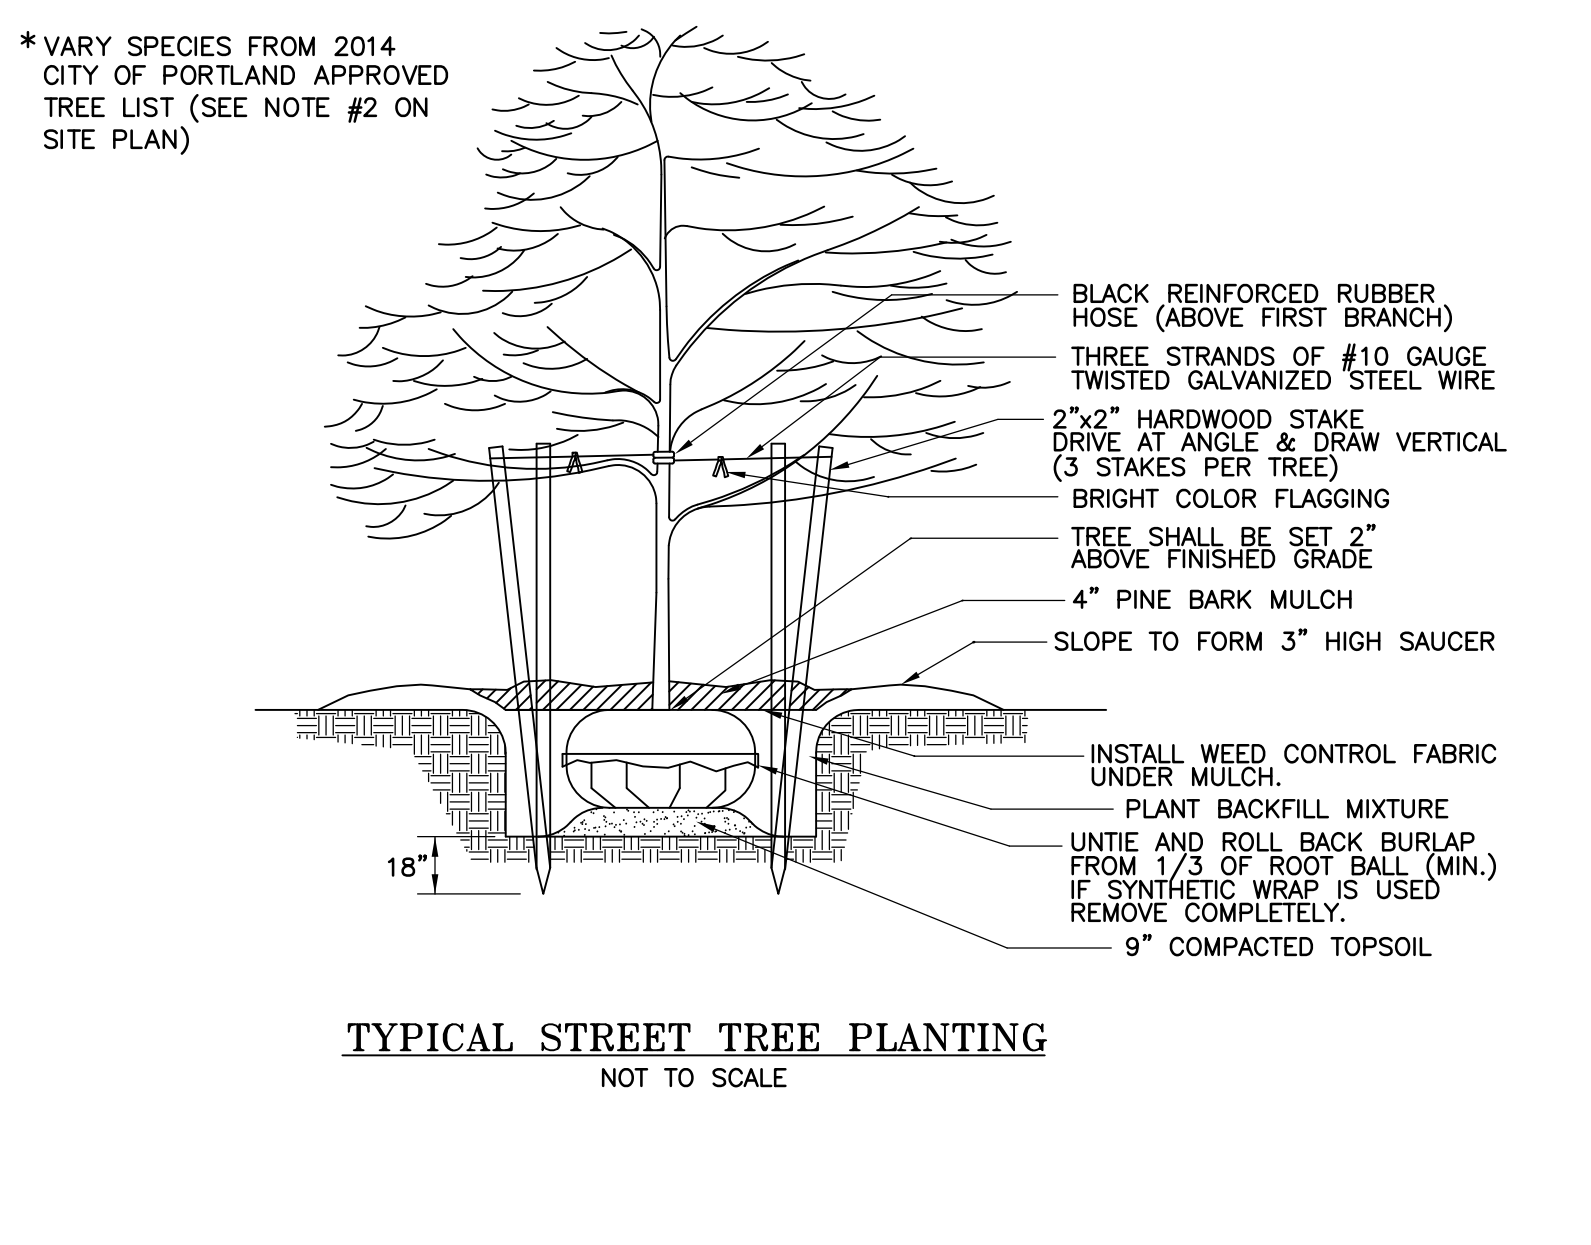 * VARY SPECIES FROM 2014
CITY OF PORTLAND APPROVED
TREE LIST (SEE NOTE #2 ON
SITE PLAN)
BLACK REINFORCED RUBBER
HOSE (ABOVE FIRST BRANCH)
THREE STRANDS OF #10 GAUGE
TWISTED GALVANIZED STEEL WIRE
2"x2" HARDWOOD STAKE
DRIVE AT ANGLE & DRAW VERTICAL
(3 STAKES PER TREE)
BRIGHT COLOR FLAGGING
TREE SHALL BE SET 2"
ABOVE FINISHED GRADE
4" PINE BARK MULCH
SLOPE TO FORM 3" HIGH SAUCER
INSTALL WEED CONTROL FABRIC
UNDER MULCH.
PLANT BACKFILL MIXTURE
UNTIE AND ROLL BACK BURLAP
FROM 1/3 OF ROOT BALL (MIN.)
IF SYNTHETIC WRAP IS USED
REMOVE COMPLETELY.
9" COMPACTED TOPSOIL
18"
TYPICAL STREET TREE PLANTING
NOT TO SCALE